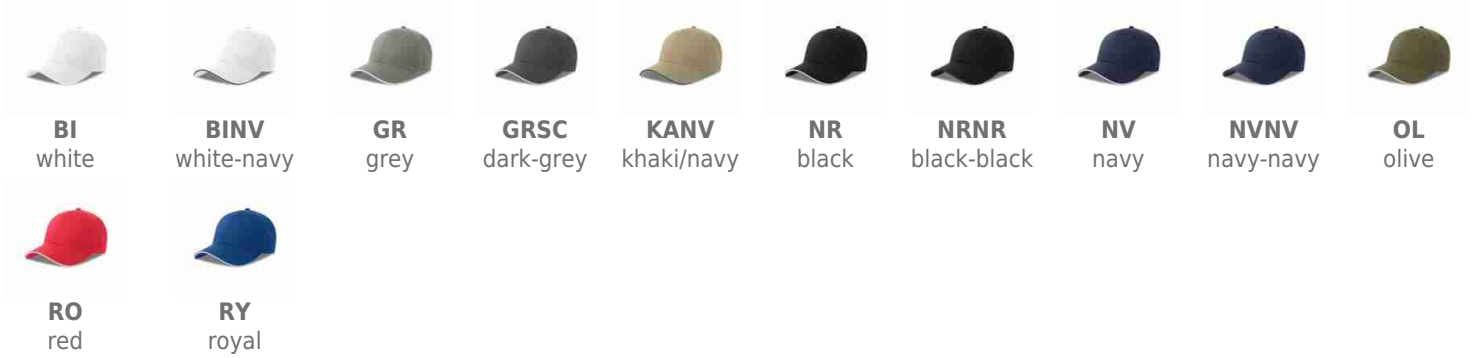 BI BINV GR GRSC KANV NR NRNR NV NVNV OL
white white-navy grey dark-grey khaki/navy black black-black navy navy-navy olive
RO RY
red royal